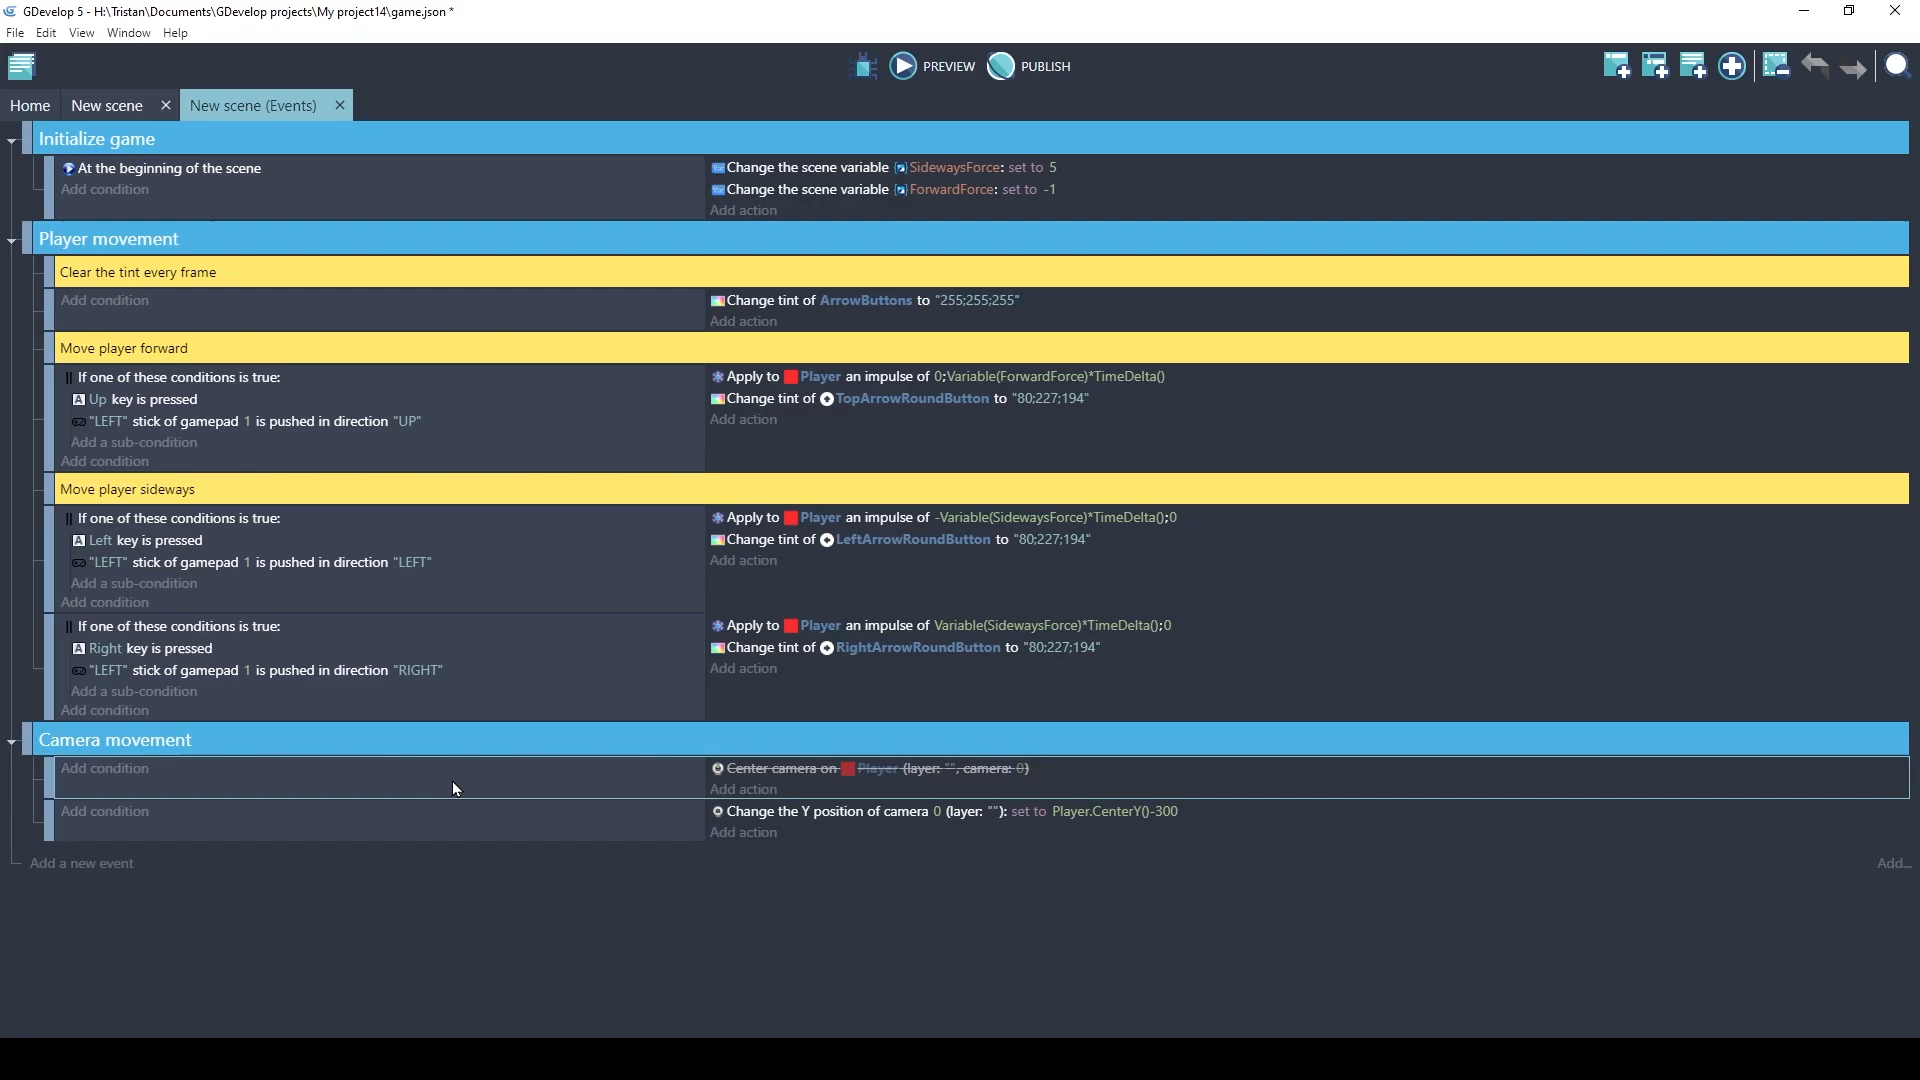 GDevelop 5 - H:\Tristan\Documents\GDevelop projects\My project14\game.json *
File Edit View Window Help
PREVIEW PUBLISH
Home New scene New scene (Events)
Initialize game
At the beginning of the scene
Add condition
Change the scene variable SidewaysForce: set to 5
Change the scene variable ForwardForce: set to -1
Add action
Player movement
Clear the tint every frame
Add condition
Change tint of ArrowButtons to "255;255;255"
Add action
Move player forward
If one of these conditions is true:
Up key is pressed
"LEFT" stick of gamepad 1 is pushed in direction "UP"
Add a sub-condition
Add condition
Apply to Player an impulse of 0;Variable(ForwardForce)*TimeDelta()
Change tint of TopArrowRoundButton to "80;227;194"
Add action
Move player sideways
If one of these conditions is true:
Left key is pressed
"LEFT" stick of gamepad 1 is pushed in direction "LEFT"
Add a sub-condition
Add condition
Apply to Player an impulse of -Variable(SidewaysForce)*TimeDelta();0
Change tint of LeftArrowRoundButton to "80;227;194"
Add action
If one of these conditions is true:
Right key is pressed
"LEFT" stick of gamepad 1 is pushed in direction "RIGHT"
Add a sub-condition
Add condition
Apply to Player an impulse of Variable(SidewaysForce)*TimeDelta();0
Change tint of RightArrowRoundButton to "80;227;194"
Add action
Camera movement
Add condition
Center camera on Player (layer: "", camera: 0)
Add action
Add condition
Change the Y position of camera 0 (layer: ""): set to Player.CenterY()-300
Add action
Add a new event
Add...